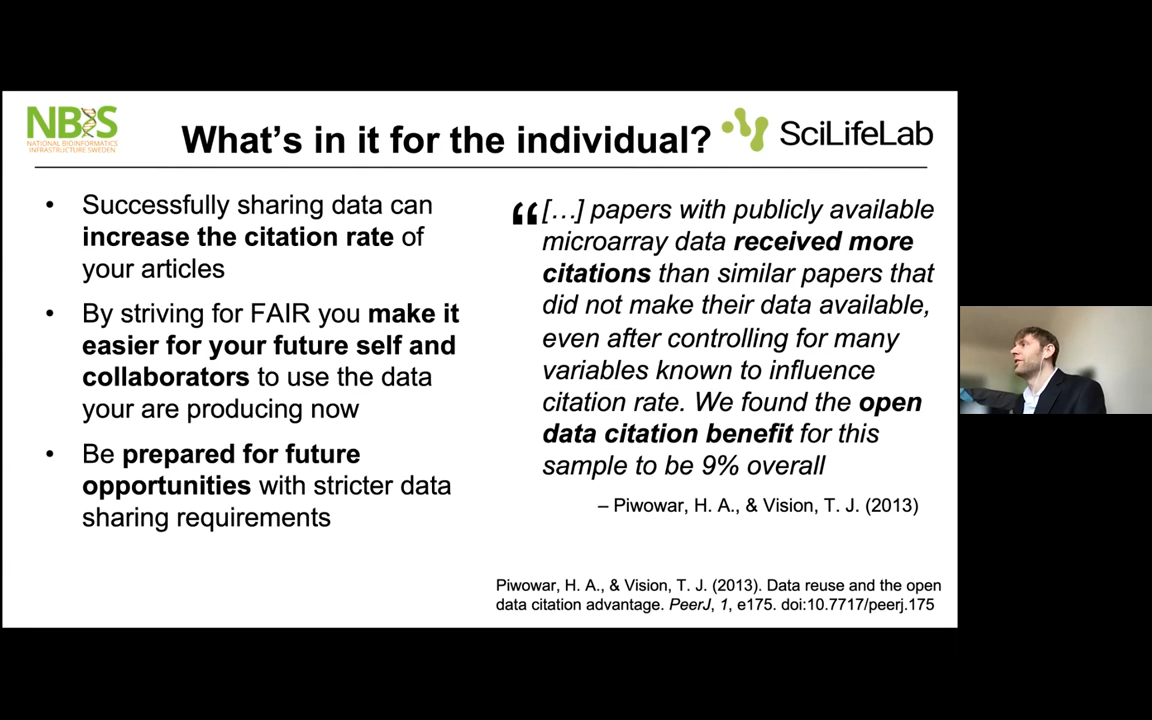 NBIS
NATIONAL BIOINFORMATICS
INFRASTRUCTURE SWEDEN
What's in it for the individual?
SciLifeLab
• Successfully sharing data can
increase the citation rate of
your articles
• By striving for FAIR you make it
easier for your future self and
collaborators to use the data
your are producing now
• Be prepared for future
opportunities with stricter data
sharing requirements
“[…] papers with publicly available
microarray data received more
citations than similar papers that
did not make their data available,
even after controlling for many
variables known to influence
citation rate. We found the open
data citation benefit for this
sample to be 9% overall
– Piwowar, H. A., & Vision, T. J. (2013)
Piwowar, H. A., & Vision, T. J. (2013). Data reuse and the open
data citation advantage. PeerJ, 1, e175. doi:10.7717/peerj.175